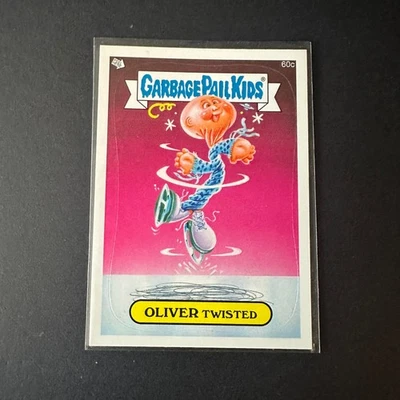 60c
GARBAGE PAIL KIDS®
OLIVER TWISTED